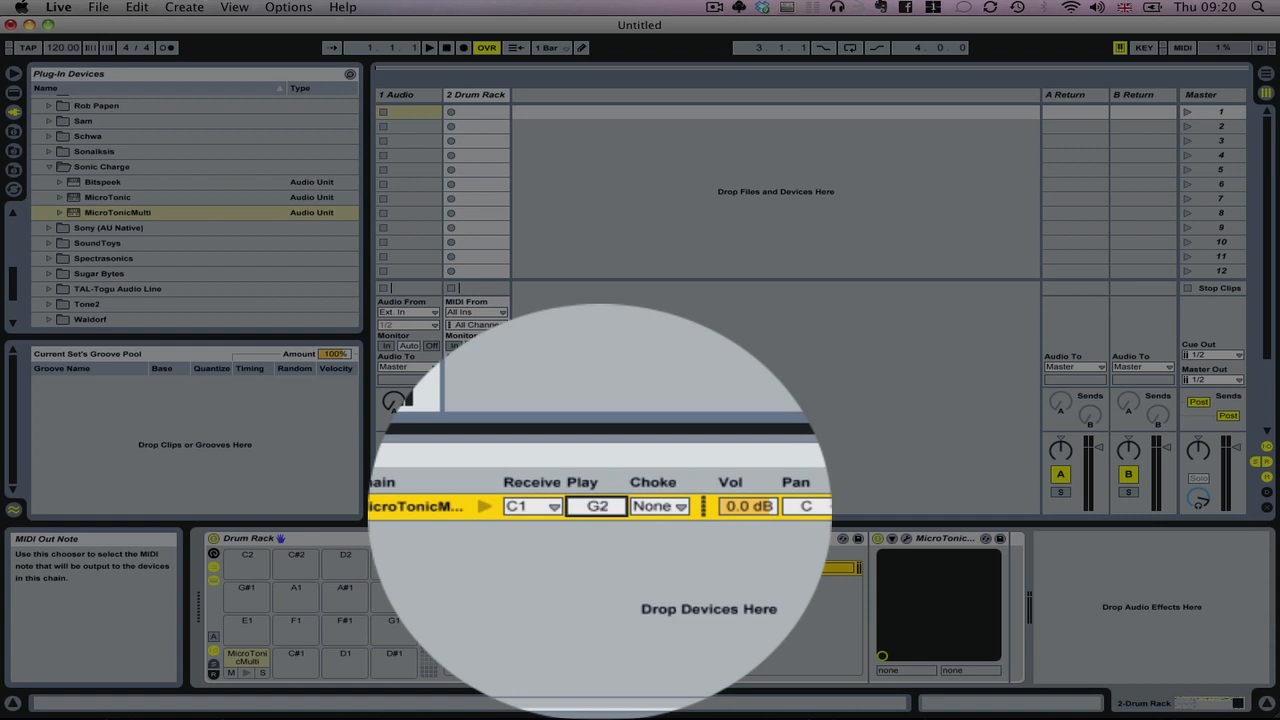 Live File Edit Create View Options Help Thu 09:20
Untitled
TAP 120.00 4 / 4 1. 1. 1 OVR 1 Bar 3. 1. 1 4. 0. 0 KEY MIDI 1 % D
Plug-In Devices
Name Type
Rob Papen
Sam
Schwa
Sonalksis
Sonic Charge
Bitspeek Audio Unit
MicroTonic Audio Unit
MicroTonicMulti Audio Unit
Sony (AU Native)
SoundToys
Spectrasonics
Sugar Bytes
TAL-Togu Audio Line
Tone2
Waldorf
Current Set's Groove Pool Amount 100%
Groove Name Base Quantize Timing Random Velocity
Drop Clips or Grooves Here
1 Audio 2 Drum Rack A Return B Return Master
1
2
3
4
5
6
7
8
9
10
11
12
Drop Files and Devices Here
Stop Clips
Audio From MIDI From
Ext. In All Ins
1/2 All Chann
Monitor
In Auto Off In
Audio To
Master
A
Cue Out
1/2
Master Out
1/2
Audio To Audio To
Master Master
Sends Sends Sends
A B A B Post
Post
A B Solo
S S
ain Receive Play Choke Vol Pan
icroTonicM... C1 G2 None 0.0 dB C
Drop Devices Here
MIDI Out Note
Use this chooser to select the MIDI
note that will be output to the devices
in this chain.
Drum Rack
C2 C#2 D2
G#1 A1 A#1
E1 F1 F#1 G1
MicroToni
cMulti C#1 D1 D#1
M S
MicroTonic...
none none
Drop Audio Effects Here
2-Drum Rack